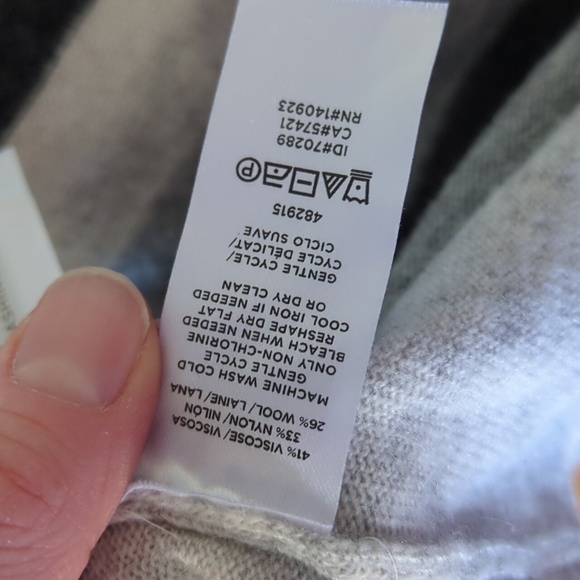 41% VISCOSE/VISCOSA
33% NYLON/NILÓN
26% WOOL/LAINE/LANA
MACHINE WASH COLD
GENTLE CYCLE
ONLY NON-CHLORINE
BLEACH WHEN NEEDED
RESHAPE DRY FLAT
COOL IRON IF NEEDED
OR DRY CLEAN
GENTLE CYCLE/
CYCLE DÉLICAT/
CICLO SUAVE
482915
P
ID#70289
CA#57421
RN#140923